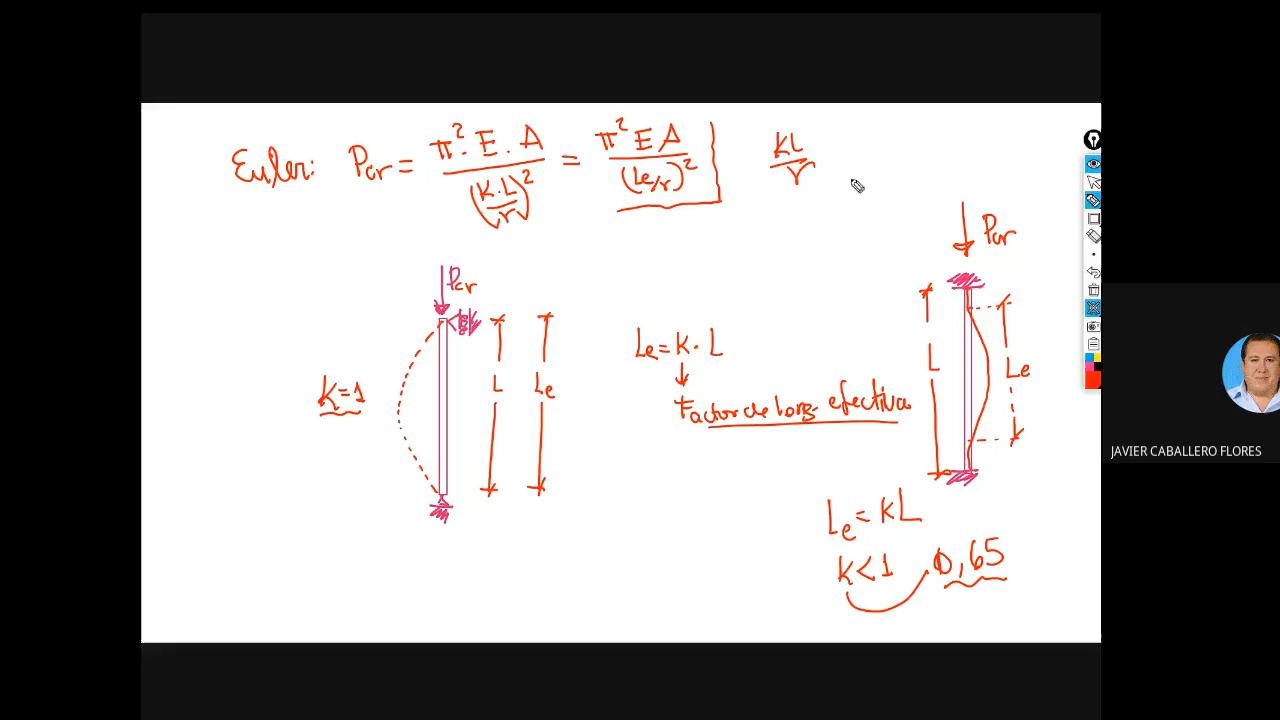 Euler: Pcr = π². E. A / (K.L/r)² = π² E A / (Le/r)²
KL/r
Pcr
Pcr
K=1
L
Le
Le = K · L
Factor de Long. efectiva
L
Le
Le = KL
K < 1
0,65
JAVIER CABALLERO FLORES